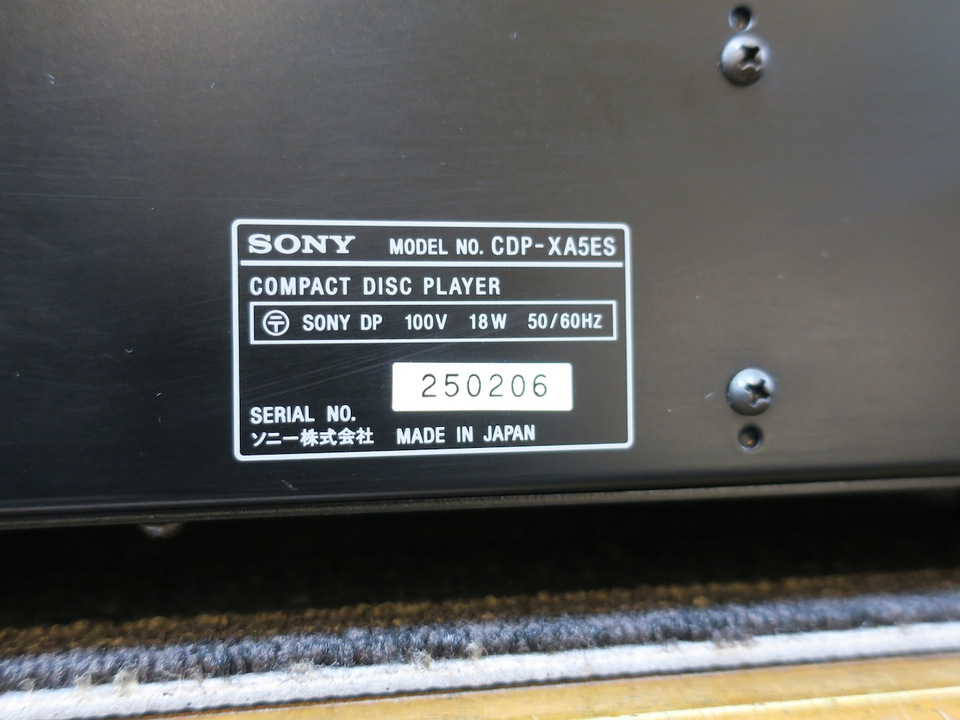 SONY MODEL NO. CDP-XA5ES
COMPACT DISC PLAYER
〒 SONY DP 100V 18W 50/60Hz
250206
SERIAL NO.
ソニー株式会社 MADE IN JAPAN